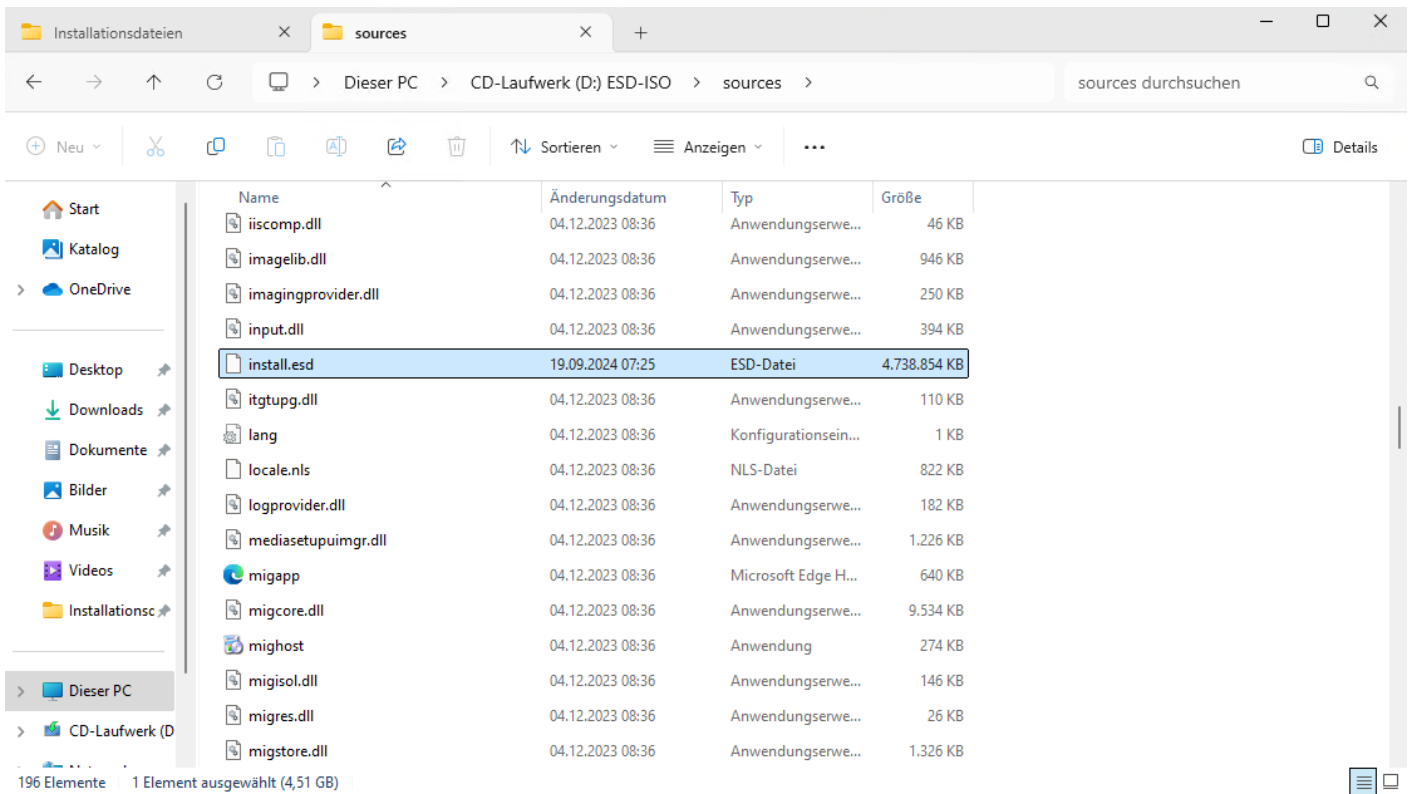 Installationsdateien
sources
Dieser PC > CD-Laufwerk (D:) ESD-ISO > sources >
sources durchsuchen
Neu
Sortieren
Anzeigen
Details
Start
Katalog
OneDrive
Desktop
Downloads
Dokumente
Bilder
Musik
Videos
Installationsc
Dieser PC
CD-Laufwerk (D
Name Änderungsdatum Typ Größe
iiscomp.dll 04.12.2023 08:36 Anwendungserwe... 46 KB
imagelib.dll 04.12.2023 08:36 Anwendungserwe... 946 KB
imagingprovider.dll 04.12.2023 08:36 Anwendungserwe... 250 KB
input.dll 04.12.2023 08:36 Anwendungserwe... 394 KB
install.esd 19.09.2024 07:25 ESD-Datei 4.738.854 KB
itgtupg.dll 04.12.2023 08:36 Anwendungserwe... 110 KB
lang 04.12.2023 08:36 Konfigurationsein... 1 KB
locale.nls 04.12.2023 08:36 NLS-Datei 822 KB
logprovider.dll 04.12.2023 08:36 Anwendungserwe... 182 KB
mediasetupuimgr.dll 04.12.2023 08:36 Anwendungserwe... 1.226 KB
migapp 04.12.2023 08:36 Microsoft Edge H... 640 KB
migcore.dll 04.12.2023 08:36 Anwendungserwe... 9.534 KB
mighost 04.12.2023 08:36 Anwendung 274 KB
migisol.dll 04.12.2023 08:36 Anwendungserwe... 146 KB
migres.dll 04.12.2023 08:36 Anwendungserwe... 26 KB
migstore.dll 04.12.2023 08:36 Anwendungserwe... 1.326 KB
196 Elemente 1 Element ausgewählt (4,51 GB)